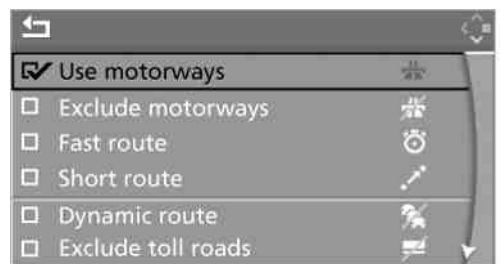 Use motorways
Exclude motorways
Fast route
Short route
Dynamic route
Exclude toll roads